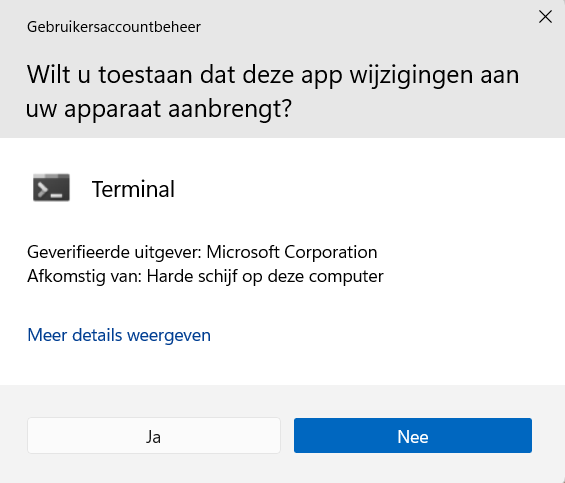 Gebruikersaccountbeheer
Wilt u toestaan dat deze app wijzigingen aan
uw apparaat aanbrengt?
Terminal
Geverifieerde uitgever: Microsoft Corporation
Afkomstig van: Harde schijf op deze computer
Meer details weergeven
Ja
Nee